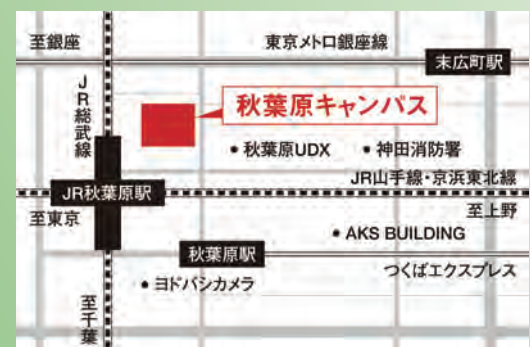 至銀座
東京メトロ銀座線
末広町駅
JR総武線
秋葉原キャンパス
秋葉原UDX
神田消防署
JR山手線・京浜東北線
JR秋葉原駅
至東京
至上野
AKS BUILDING
秋葉原駅
つくばエクスプレス
ヨドバシカメラ
至千葉